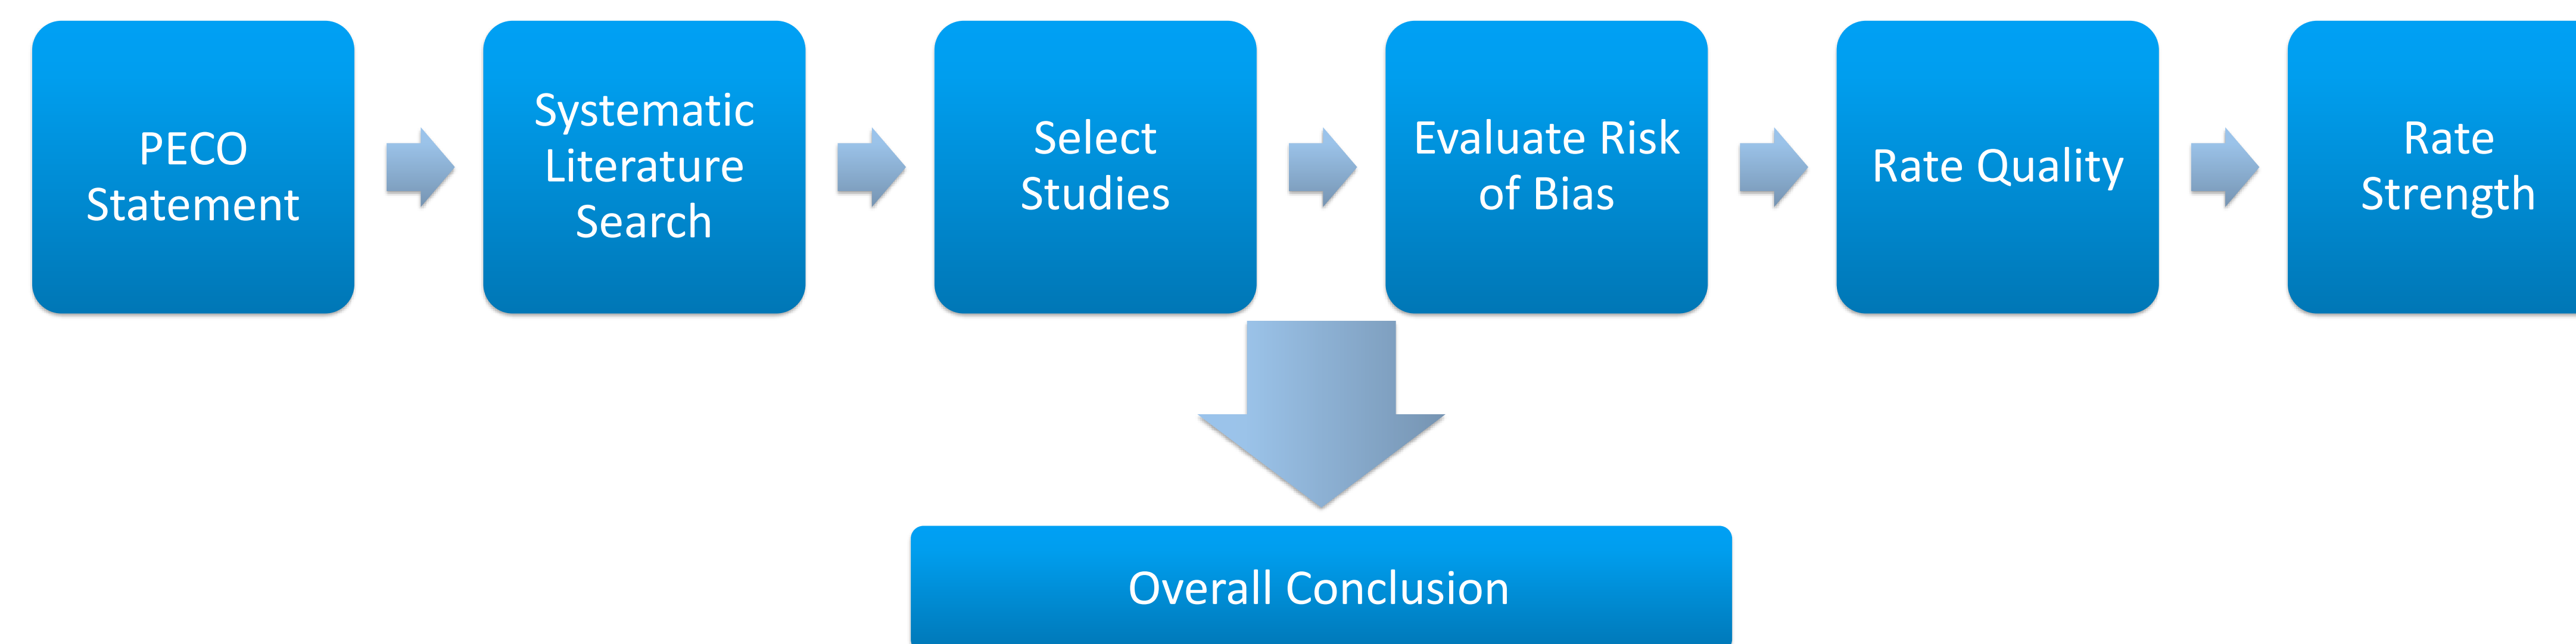 PECO
Statement
Systematic
Literature
Search
Select
Studies
Evaluate Risk
of Bias
Rate Quality
Rate
Strength
Overall Conclusion